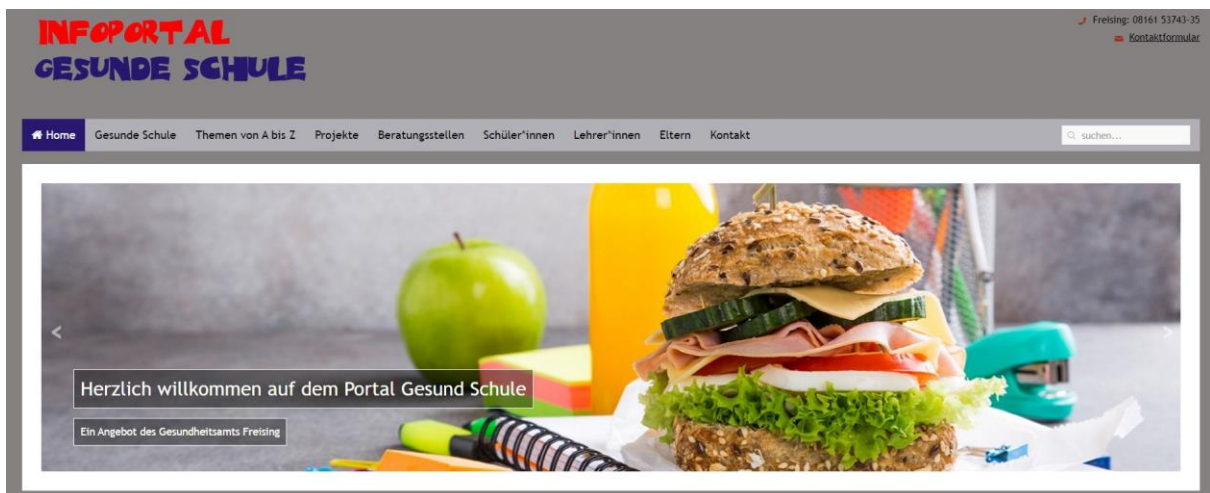 INFOPORTAL
GESUNDE SCHULE
Freising: 08161 53743-35
Kontaktformular
Home Gesunde Schule Themen von A bis Z Projekte Beratungsstellen Schüler*innen Lehrer*innen Eltern Kontakt suchen...
Herzlich willkommen auf dem Portal Gesund Schule
Ein Angebot des Gesundheitsamts Freising